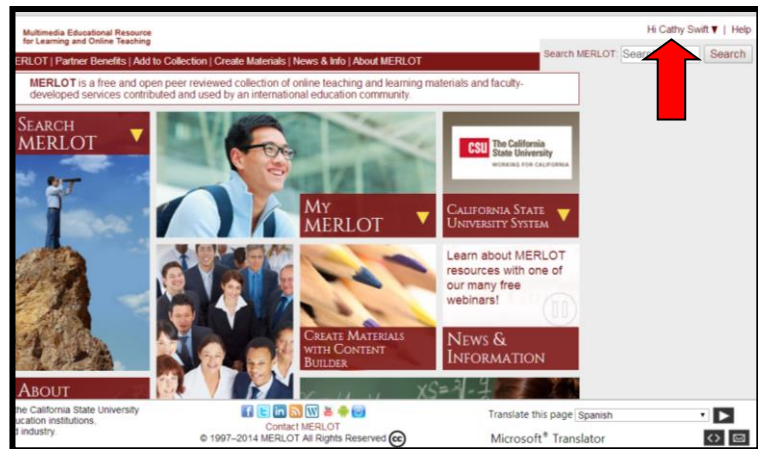 Multimedia Educational Resource
for Learning and Online Teaching
Hi Cathy Swift ▼ | Help
ERLOT | Partner Benefits | Add to Collection | Create Materials | News & Info | About MERLOT
Search MERLOT:
Search
MERLOT is a free and open peer reviewed collection of online teaching and learning materials and faculty-
developed services contributed and used by an international education community.
SEARCH
MERLOT
MY
MERLOT
CSU The California
State University
WORKING FOR CALIFORNIA
CALIFORNIA STATE
UNIVERSITY SYSTEM
Learn about MERLOT
resources with one of
our many free
webinars!
CREATE MATERIALS
WITH CONTENT
BUILDER
NEWS &
INFORMATION
ABOUT
he California State University
ucation institutions,
d industry.
Contact MERLOT
© 1997–2014 MERLOT All Rights Reserved cc
Translate this page Spanish
Microsoft® Translator